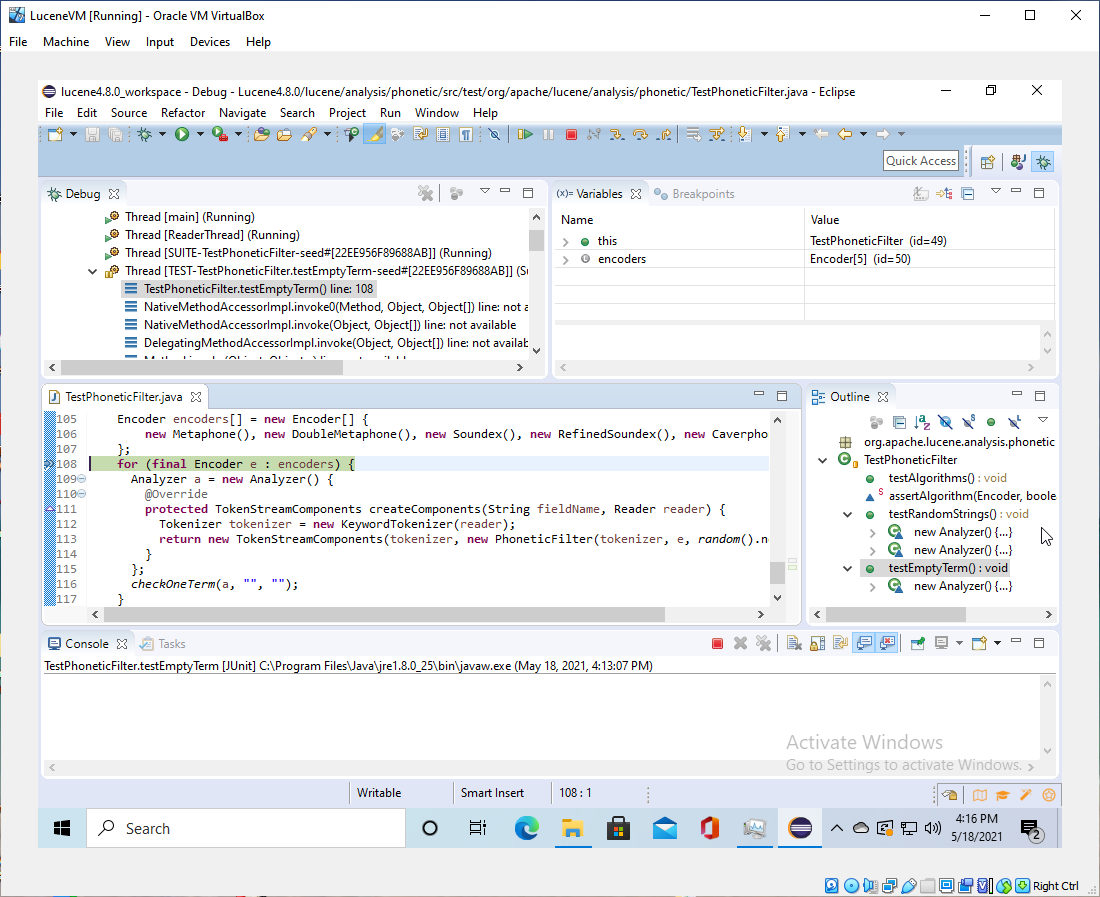 LuceneVM [Running] - Oracle VM VirtualBox
File Machine View Input Devices Help
lucene4.8.0_workspace - Debug - Lucene4.8.0/lucene/analysis/phonetic/src/test/org/apache/lucene/analysis/phonetic/TestPhoneticFilter.java - Eclipse
File Edit Source Refactor Navigate Search Project Run Window Help
Quick Access
Debug
Thread [main] (Running)
Thread [ReaderThread] (Running)
Thread [SUITE-TestPhoneticFilter-seed#[22EE956F89688AB]] (Running)
Thread [TEST-TestPhoneticFilter.testEmptyTerm-seed#[22EE956F89688AB]] (S
TestPhoneticFilter.testEmptyTerm() line: 108
NativeMethodAccessorImpl.invoke0(Method, Object, Object[]) line: not a
NativeMethodAccessorImpl.invoke(Object, Object[]) line: not available
DelegatingMethodAccessorImpl.invoke(Object, Object[]) line: not availab
(x)= Variables Breakpoints
Name Value
this TestPhoneticFilter (id=49)
encoders Encoder[5] (id=50)
TestPhoneticFilter.java
105 Encoder encoders[] = new Encoder[] {
106 new Metaphone(), new DoubleMetaphone(), new Soundex(), new RefinedSoundex(), new Caverpho
107 };
108 for (final Encoder e : encoders) {
109 Analyzer a = new Analyzer() {
110 @Override
111 protected TokenStreamComponents createComponents(String fieldName, Reader reader) {
112 Tokenizer tokenizer = new KeywordTokenizer(reader);
113 return new TokenStreamComponents(tokenizer, new PhoneticFilter(tokenizer, e, random().n
114 }
115 };
116 checkOneTerm(a, "", "");
117 }
Outline
org.apache.lucene.analysis.phonetic
TestPhoneticFilter
testAlgorithms() : void
assertAlgorithm(Encoder, boole
testRandomStrings() : void
new Analyzer() {...}
new Analyzer() {...}
testEmptyTerm() : void
new Analyzer() {...}
Console Tasks
TestPhoneticFilter.testEmptyTerm [JUnit] C:\Program Files\Java\jre1.8.0_25\bin\javaw.exe (May 18, 2021, 4:13:07 PM)
Activate Windows
Go to Settings to activate Windows.
Writable Smart Insert 108 : 1
Search
4:16 PM
5/18/2021
2
Right Ctrl